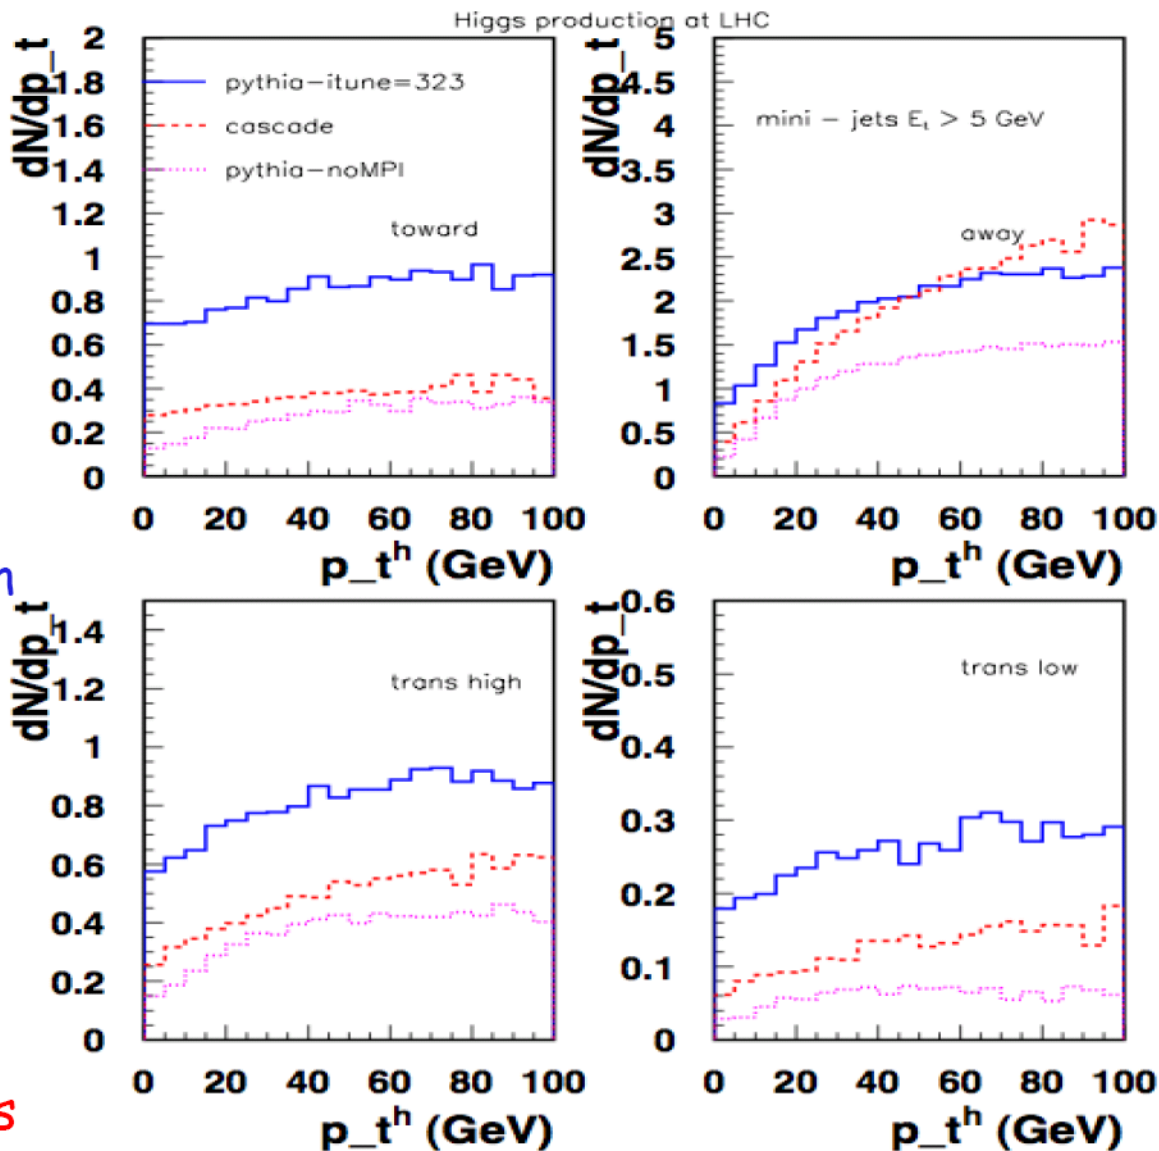 Higgs production at LHC
dN/dp_t
2
1.8
1.6
1.4
1.2
1
0.8
0.6
0.4
0.2
0
pythia-itune=323
cascade
pythia-noMPI
toward
0 20 40 60 80 100
p_t^h (GeV)
dN/dp_t
5
4.5
4
3.5
3
2.5
2
1.5
1
0.5
0
mini - jets E_t > 5 GeV
away
0 20 40 60 80 100
p_t^h (GeV)
n
dN/dp_t
1.4
1.2
1
0.8
0.6
0.4
0.2
0
trans high
0 20 40 60 80 100
p_t^h (GeV)
s
dN/dp_t
0.6
0.5
0.4
0.3
0.2
0.1
0
trans low
0 20 40 60 80 100
p_t^h (GeV)